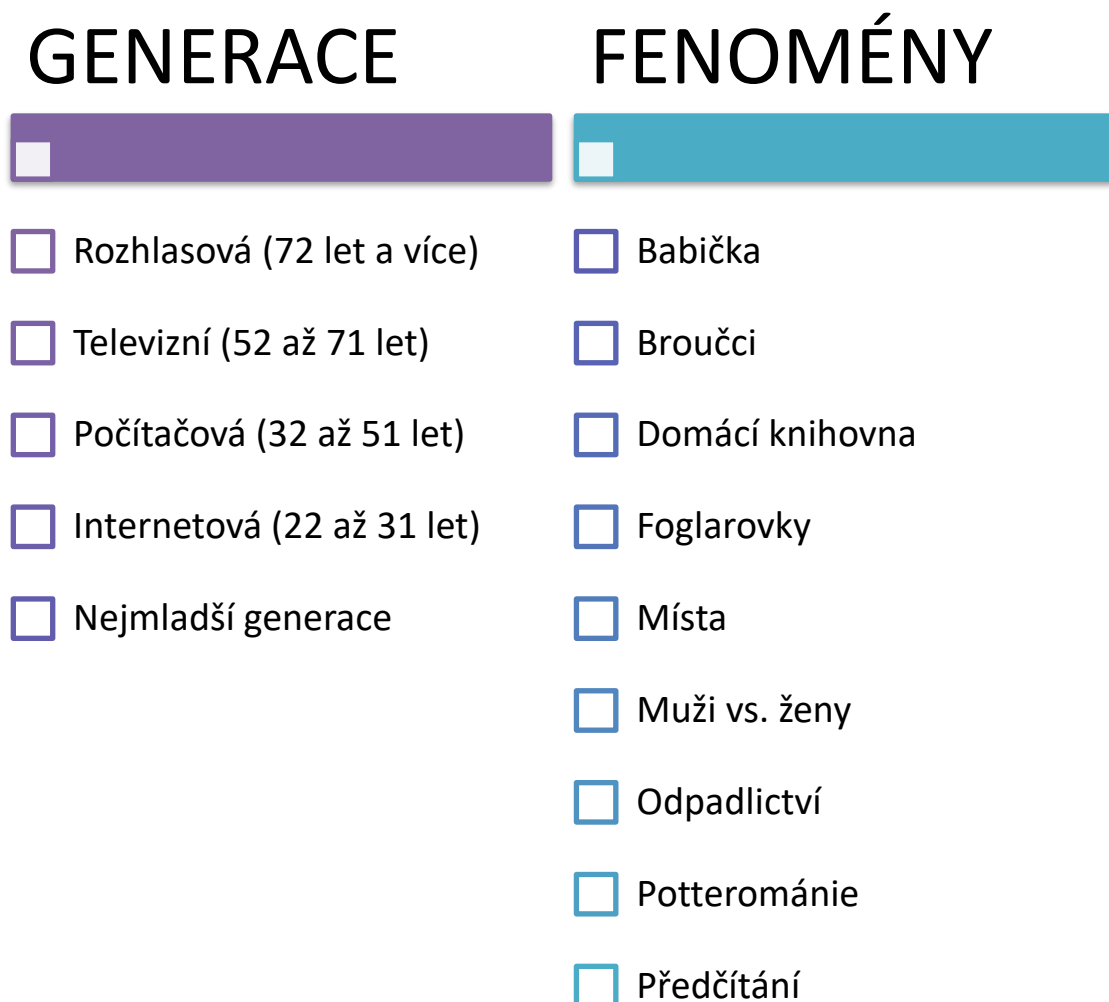 GENERACE
Rozhlasová (72 let a více)
Televizní (52 až 71 let)
Počítačová (32 až 51 let)
Internetová (22 až 31 let)
Nejmladší generace
FENOMÉNY
Babička
Broučci
Domácí knihovna
Foglarovky
Místa
Muži vs. ženy
Odpadlictví
Potterománie
Předčítání